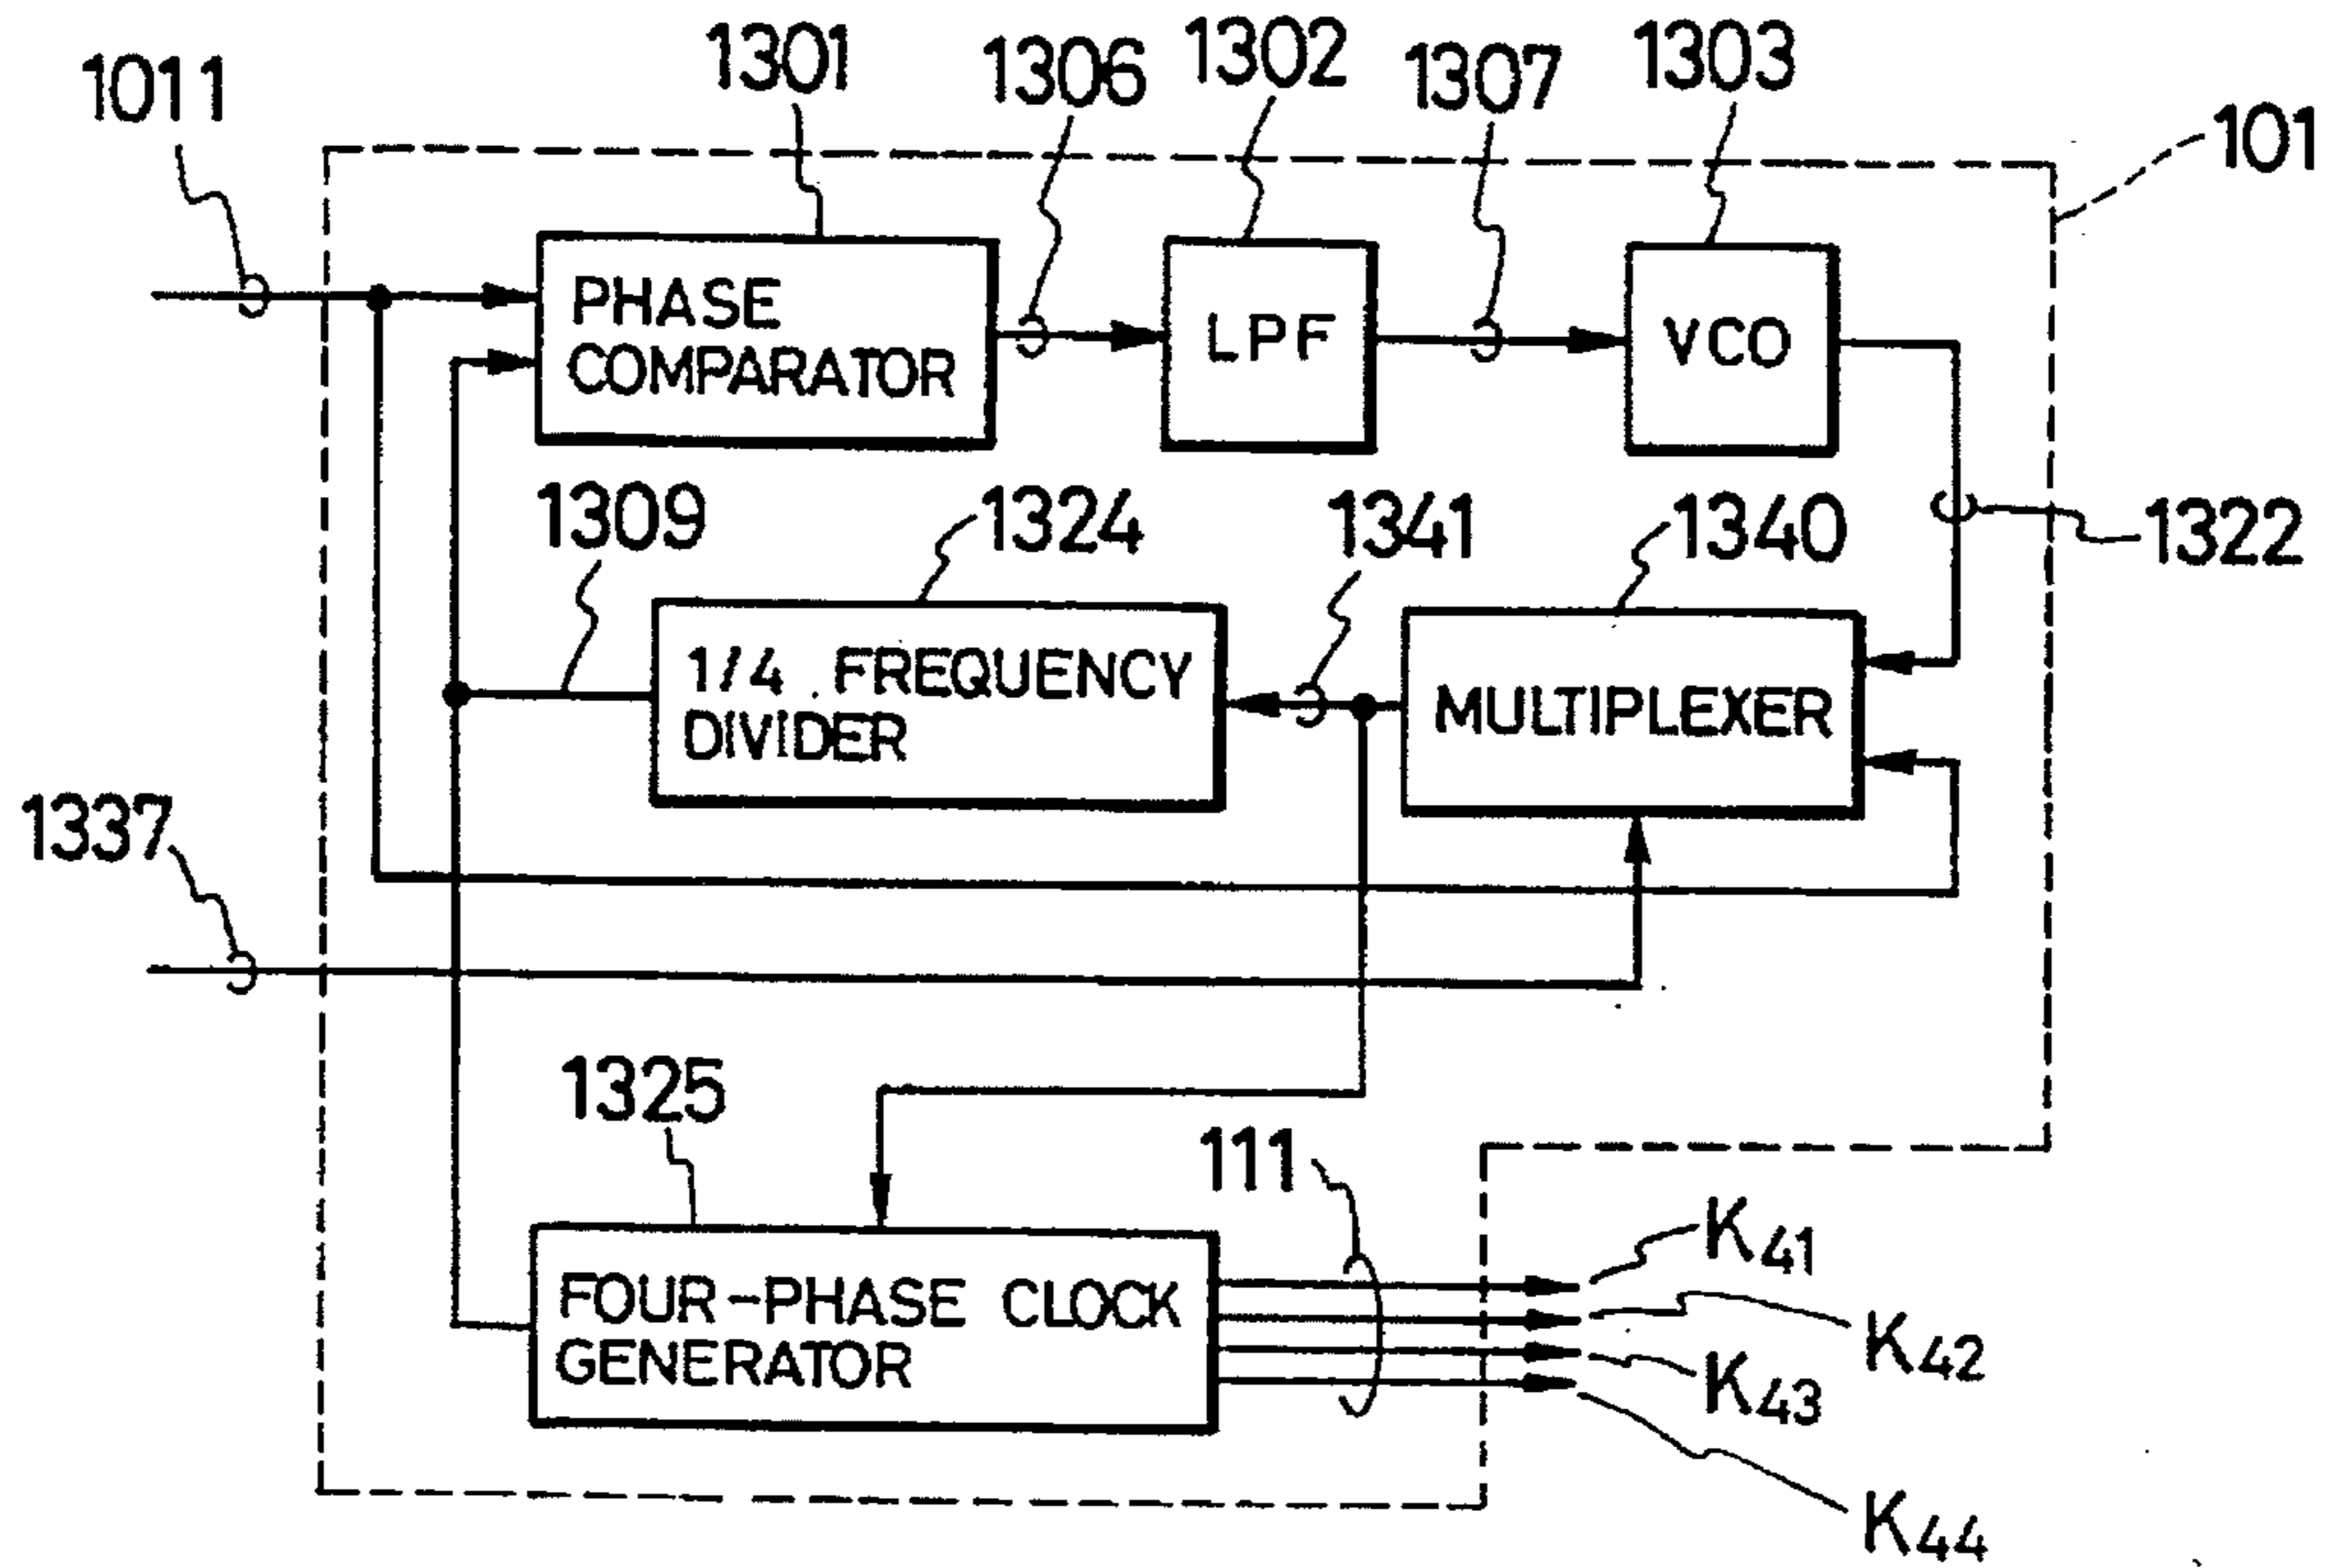 1011
1301
1306
1302
1307
1303
101
PHASE
COMPARATOR
LPF
VCO
1309
1324
1341
1340
1322
1/4 FREQUENCY
DIVIDER
MULTIPLEXER
1337
1325
111
FOUR-PHASE CLOCK
GENERATOR
K41
K42
K43
K44